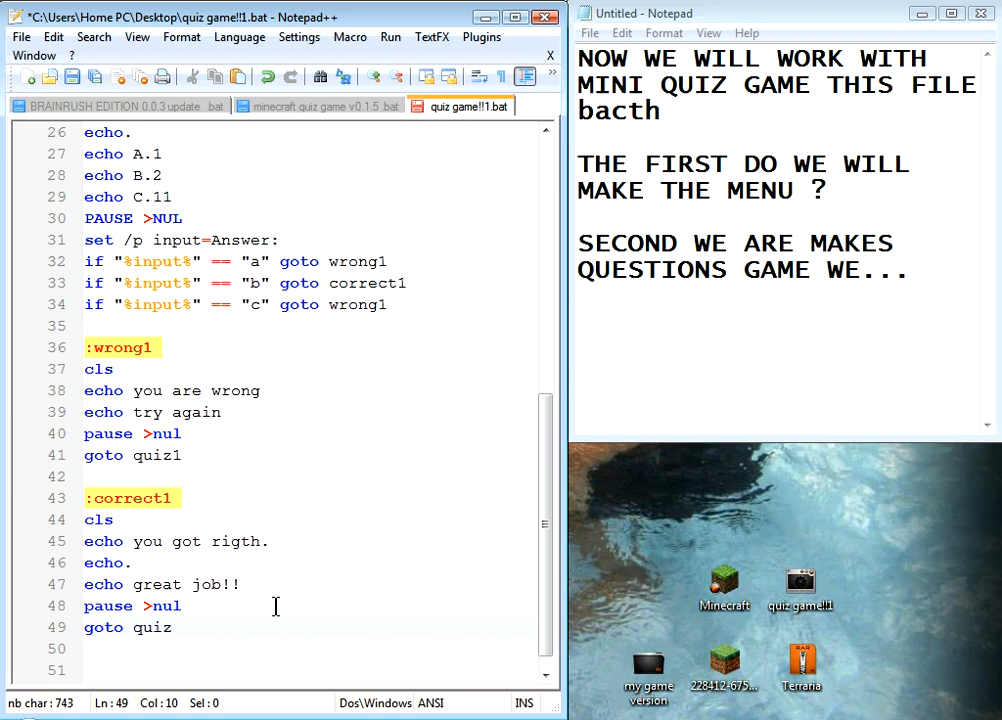 *C:\Users\Home PC\Desktop\quiz game!!1.bat - Notepad++
File Edit Search View Format Language Settings Macro Run TextFX Plugins
Window ? X
BRAINRUSH EDITION 0.0.3 update .bat minecraft quiz game v0.1.5 .bat quiz game!!1.bat
26 echo.
27 echo A.1
28 echo B.2
29 echo C.11
30 PAUSE >NUL
31 set /p input=Answer:
32 if "%input%" == "a" goto wrong1
33 if "%input%" == "b" goto correct1
34 if "%input%" == "c" goto wrong1
35
36 :wrong1
37 cls
38 echo you are wrong
39 echo try again
40 pause >nul
41 goto quiz1
42
43 :correct1
44 cls
45 echo you got rigth.
46 echo.
47 echo great job!!
48 pause >nul
49 goto quiz
50
51
nb char : 743 Ln : 49 Col : 10 Sel : 0 Dos\Windows ANSI INS
Untitled - Notepad
File Edit Format View Help
NOW WE WILL WORK WITH
MINI QUIZ GAME THIS FILE
bacth
THE FIRST DO WE WILL
MAKE THE MENU ?
SECOND WE ARE MAKES
QUESTIONS GAME WE...
Minecraft
quiz game!!1
my game
version
228412-675...
Terraria